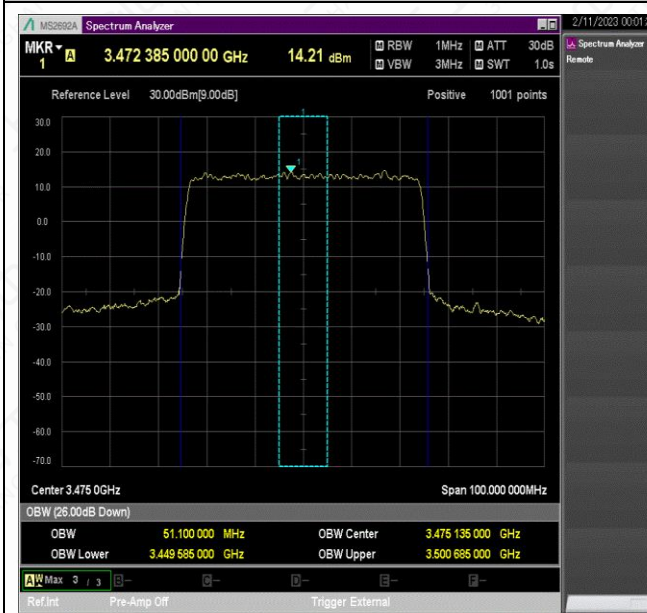 MS2692A Spectrum Analyzer
2/11/2023 00:01:2
MKR 1 A 3.472 385 000 00 GHz 14.21 dBm
M RBW 1MHz M ATT 30dB
M VBW 3MHz M SWT 1.0s
Spectrum Analyzer
Remote
Reference Level 30.00dBm[9.00dB] Positive 1001 points
30.0
20.0
10.0
0.0
-20.0
-30.0
-40.0
-50.0
-60.0
-70.0
1
Center 3.475 0GHz Span 100.000 000MHz
OBW (26.00dB Down)
OBW 51.100 000 MHz OBW Center 3.475 135 000 GHz
OBW Lower 3.449 585 000 GHz OBW Upper 3.500 685 000 GHz
A W Max 3 / 3 B- C- D- E- F-
Ref.Int Pre-Amp Off Trigger External